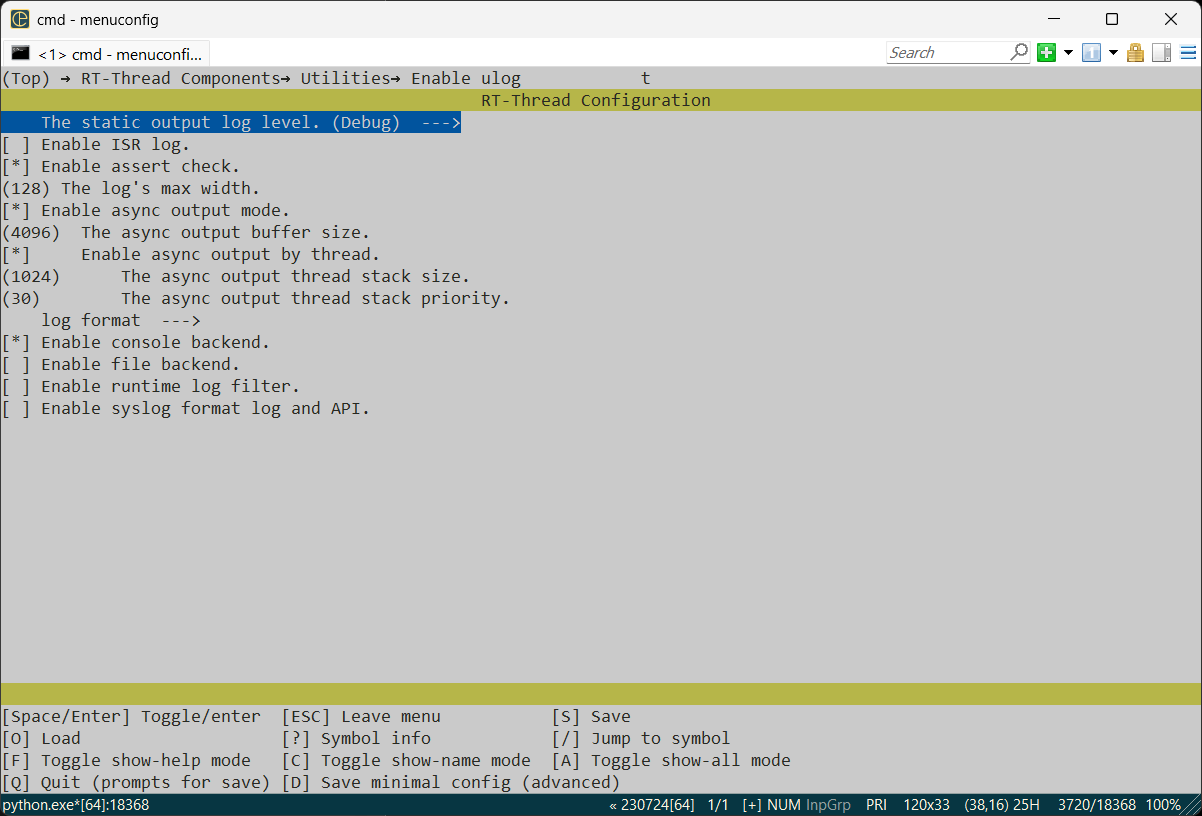 cmd - menuconfig
<1> cmd - menuconfi...
Search
(Top) → RT-Thread Components→ Utilities→ Enable ulog t
RT-Thread Configuration
The static output log level. (Debug) --->
[ ] Enable ISR log.
[*] Enable assert check.
(128) The log's max width.
[*] Enable async output mode.
(4096) The async output buffer size.
[*] Enable async output by thread.
(1024) The async output thread stack size.
(30) The async output thread stack priority.
log format --->
[*] Enable console backend.
[ ] Enable file backend.
[ ] Enable runtime log filter.
[ ] Enable syslog format log and API.
[Space/Enter] Toggle/enter [ESC] Leave menu [S] Save
[O] Load [?] Symbol info [/] Jump to symbol
[F] Toggle show-help mode [C] Toggle show-name mode [A] Toggle show-all mode
[Q] Quit (prompts for save) [D] Save minimal config (advanced)
python.exe*[64]:18368 « 230724[64] 1/1 [+] NUM InpGrp PRI 120x33 (38,16) 25H 3720/18368 100%